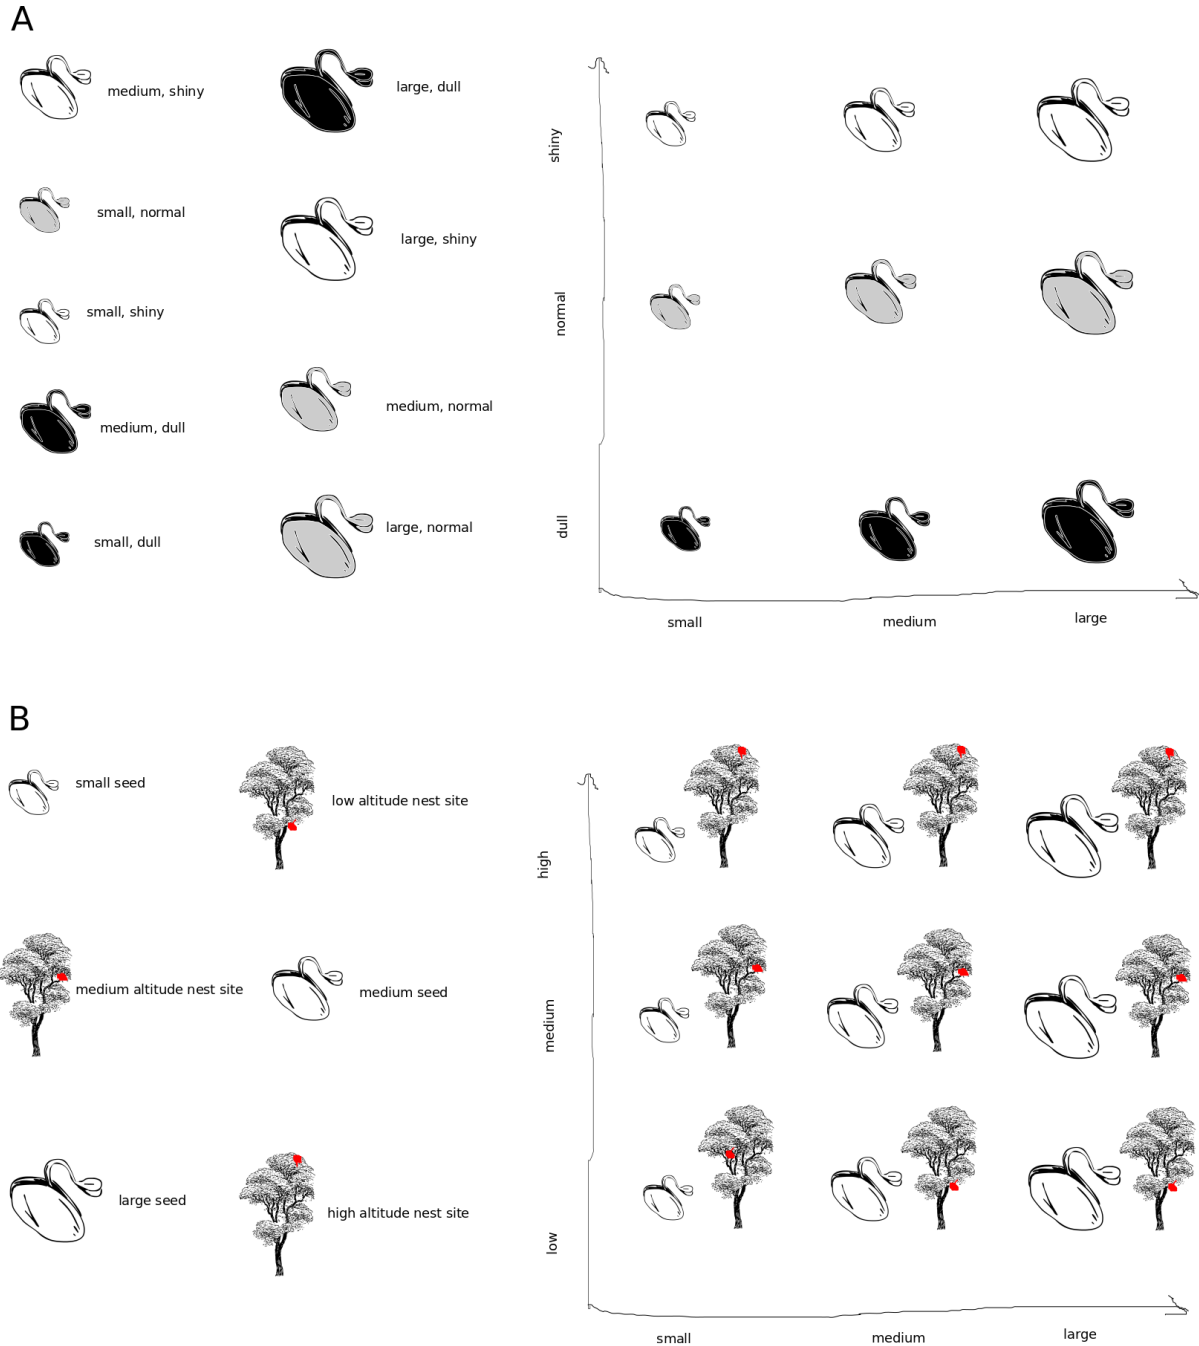 A
medium, shiny
large, dull
small, normal
large, shiny
small, shiny
medium, normal
medium, dull
large, normal
small, dull
shiny
normal
dull
small
medium
large
B
small seed
low altitude nest site
medium altitude nest site
medium seed
large seed
high altitude nest site
high
medium
low
small
medium
large